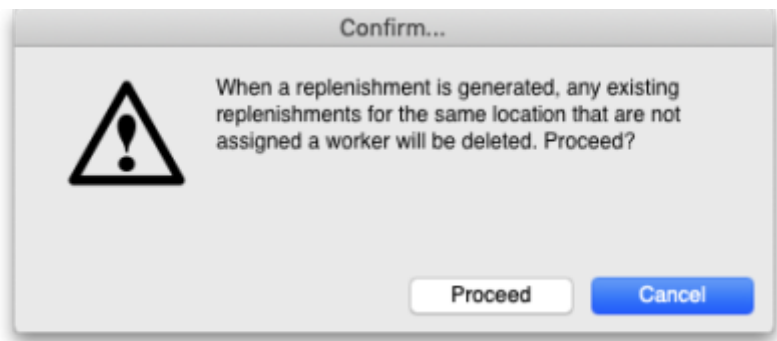 Confirm...
When a replenishment is generated, any existing
replenishments for the same location that are not
assigned a worker will be deleted. Proceed?
Proceed
Cancel